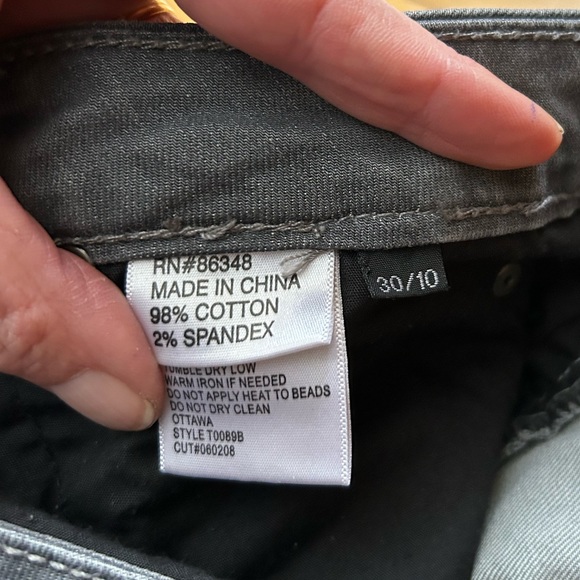 RN#86348
MADE IN CHINA
98% COTTON
2% SPANDEX
30/10
TUMBLE DRY LOW
WARM IRON IF NEEDED
DO NOT APPLY HEAT TO BEADS
DO NOT DRY CLEAN
OTTAWA
STYLE T0089B
CUT#060208